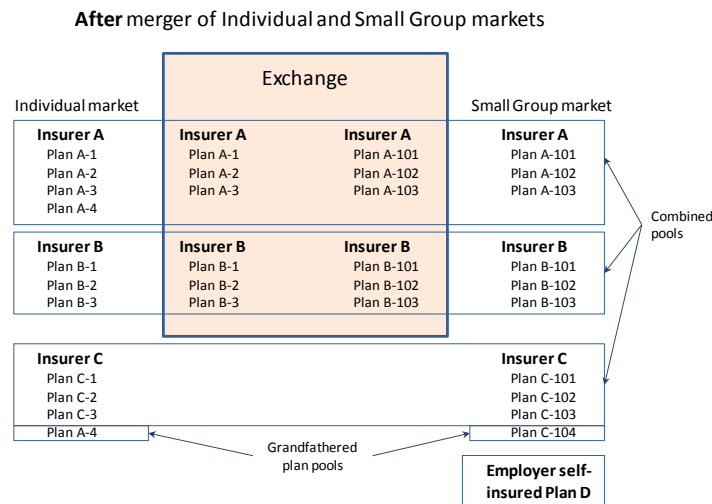 After merger of Individual and Small Group markets
Exchange
Individual market
Small Group market
Insurer A
Plan A-1
Plan A-2
Plan A-3
Plan A-4
Insurer A
Plan A-1
Plan A-2
Plan A-3
Insurer A
Plan A-101
Plan A-102
Plan A-103
Insurer A
Plan A-101
Plan A-102
Plan A-103
Combined
pools
Insurer B
Plan B-1
Plan B-2
Plan B-3
Insurer B
Plan B-1
Plan B-2
Plan B-3
Insurer B
Plan B-101
Plan B-102
Plan B-103
Insurer B
Plan B-101
Plan B-102
Plan B-103
Insurer C
Plan C-1
Plan C-2
Plan C-3
Plan A-4
Insurer C
Plan C-101
Plan C-102
Plan C-103
Plan C-104
Grandfathered
plan pools
Employer self-
insured Plan D